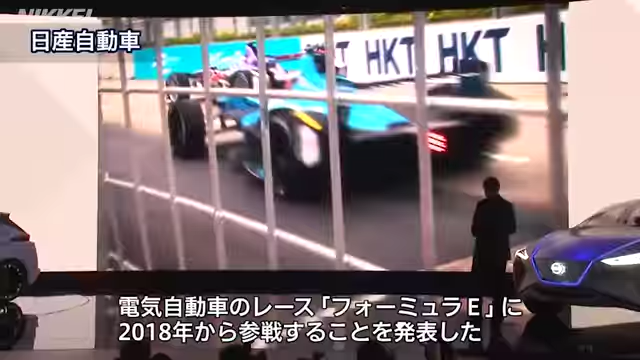 NIKKEI
日産自動車
HKT HKT HKT
電気自動車のレース「フォーミュラE」に
2018年から参戦することを発表した